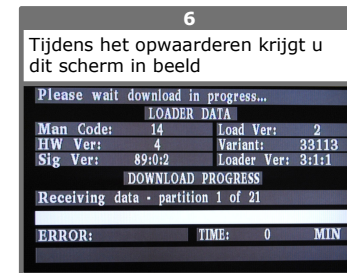 6
Tijdens het opwaarderen krijgt u
dit scherm in beeld
Please wait download in progress...
LOADER DATA
Man Code: 14 Load Ver: 2
HW Ver: 4 Variant: 33113
Sig Ver: 89:0:2 Loader Ver: 3:1:1
DOWNLOAD PROGRESS
Receiving data - partition 1 of 21
ERROR: TIME: 0 MIN